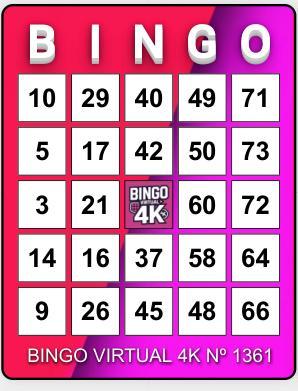 BINGO
10 29 40 49 71
5 17 42 50 73
3 21 BINGO VIRTUAL 4K 60 72
14 16 37 58 64
9 26 45 48 66
BINGO VIRTUAL 4K Nº 1361